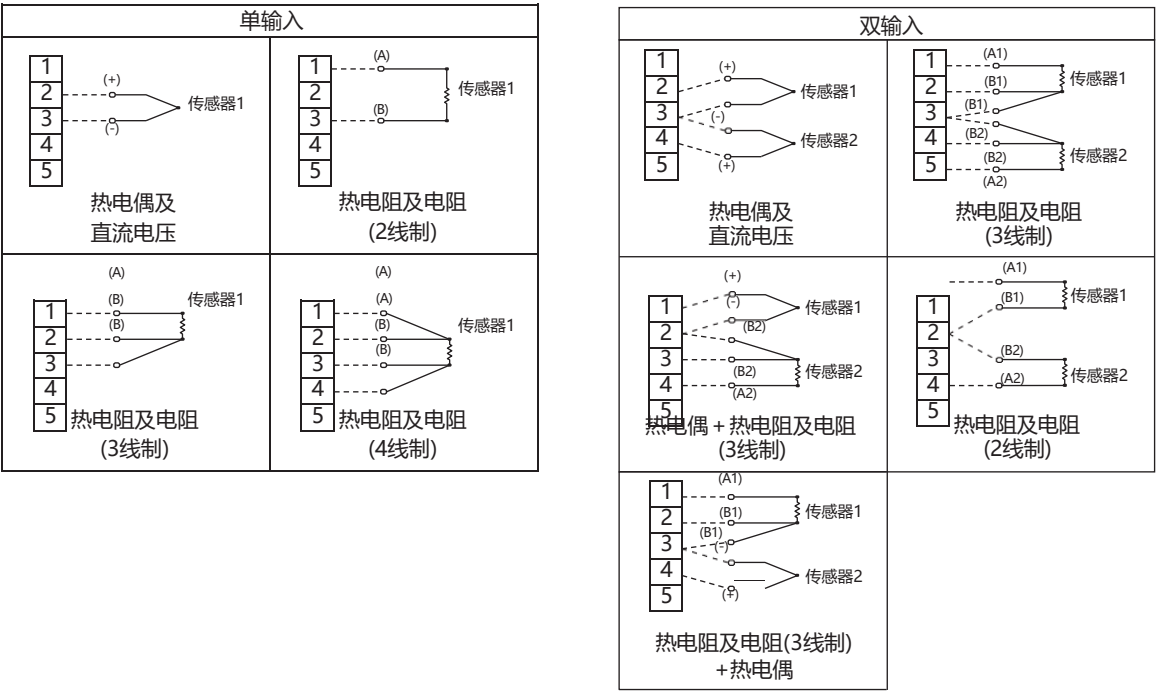 单输入
1
2
3
4
5
(+)
(-)
传感器1
热电偶及
直流电压
1
2
3
4
5
(A)
(B)
传感器1
热电阻及电阻
(2线制)
(A)
(B)
(B)
1
2
3
4
5
传感器1
热电阻及电阻
(3线制)
(A)
(A)
(B)
(B)
1
2
3
4
5
传感器1
热电阻及电阻
(4线制)
双输入
1
2
3
4
5
(+)
(-)
(+)
传感器1
传感器2
热电偶及
直流电压
1
2
3
4
5
(A1)
(B1)
(B1)
(B2)
(B2)
(A2)
传感器1
传感器2
热电阻及电阻
(3线制)
1
2
3
4
5
(+)
(-)
(B2)
(B2)
(A2)
传感器1
传感器2
热电偶+热电阻及电阻
(3线制)
1
2
3
4
5
(A1)
(B1)
(B2)
(A2)
传感器1
传感器2
热电阻及电阻
(2线制)
1
2
3
4
5
(A1)
(B1)
(B1)
(-)
(+)
传感器1
传感器2
热电阻及电阻(3线制)
+热电偶